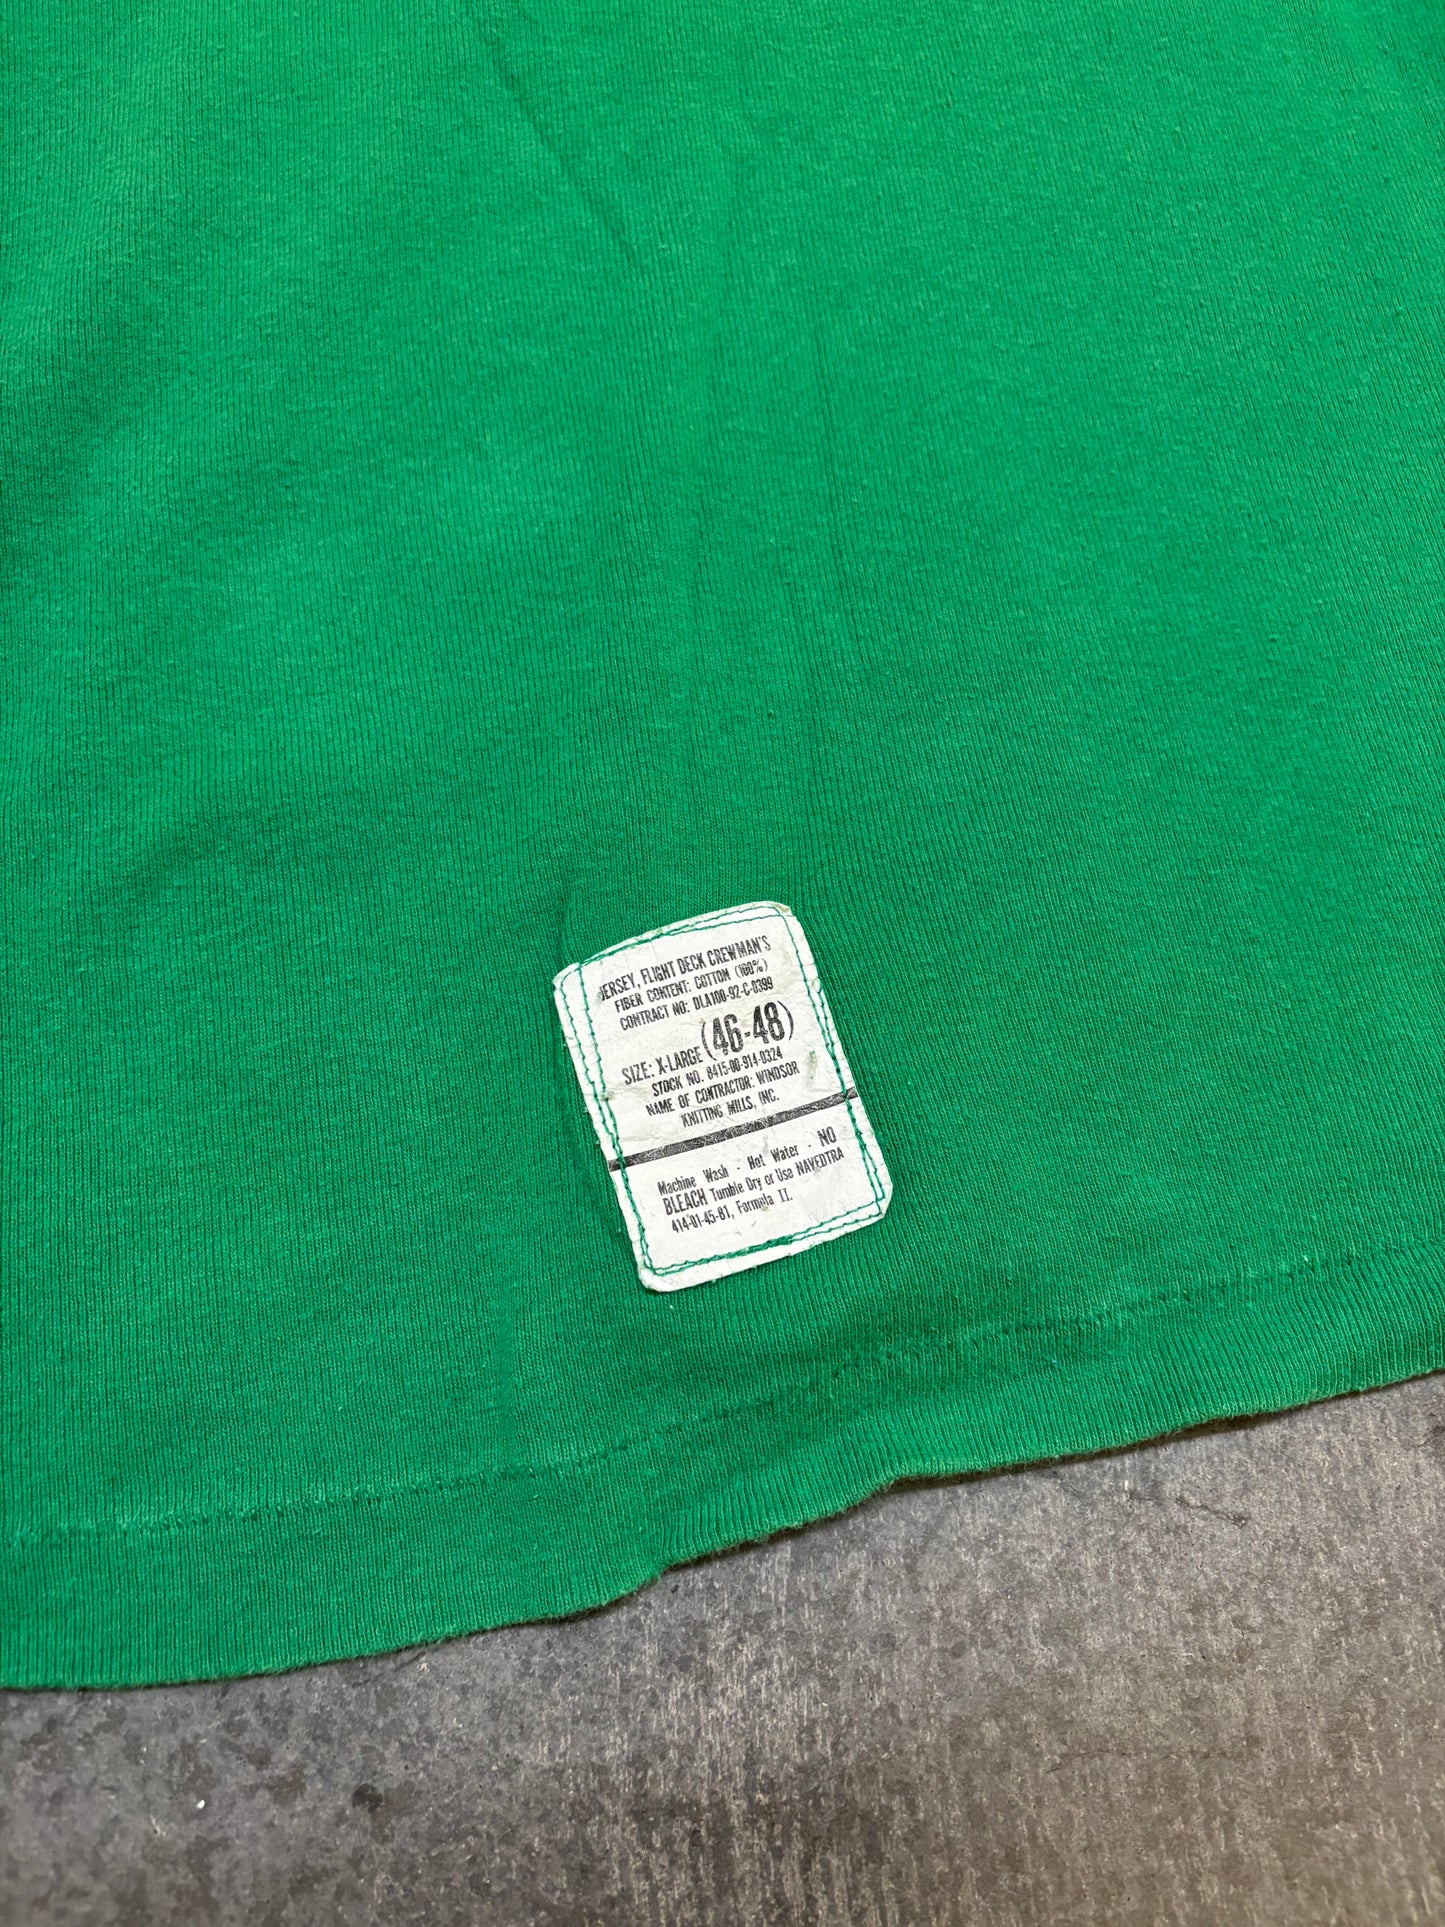 JERSEY, FLIGHT DECK CREWMAN'S
FIBER CONTENT: COTTON (100%)
CONTRACT NO: DLA100-92-C-0399
SIZE: X-LARGE (46-48)
STOCK NO. 8415-00-914-0324
NAME OF CONTRACTOR: WINDSOR
KNITTING MILLS, INC.
Machine Wash - Hot Water - NO
BLEACH Tumble Dry or Use NAVEDTRA
414-01-45-81, Formula II.